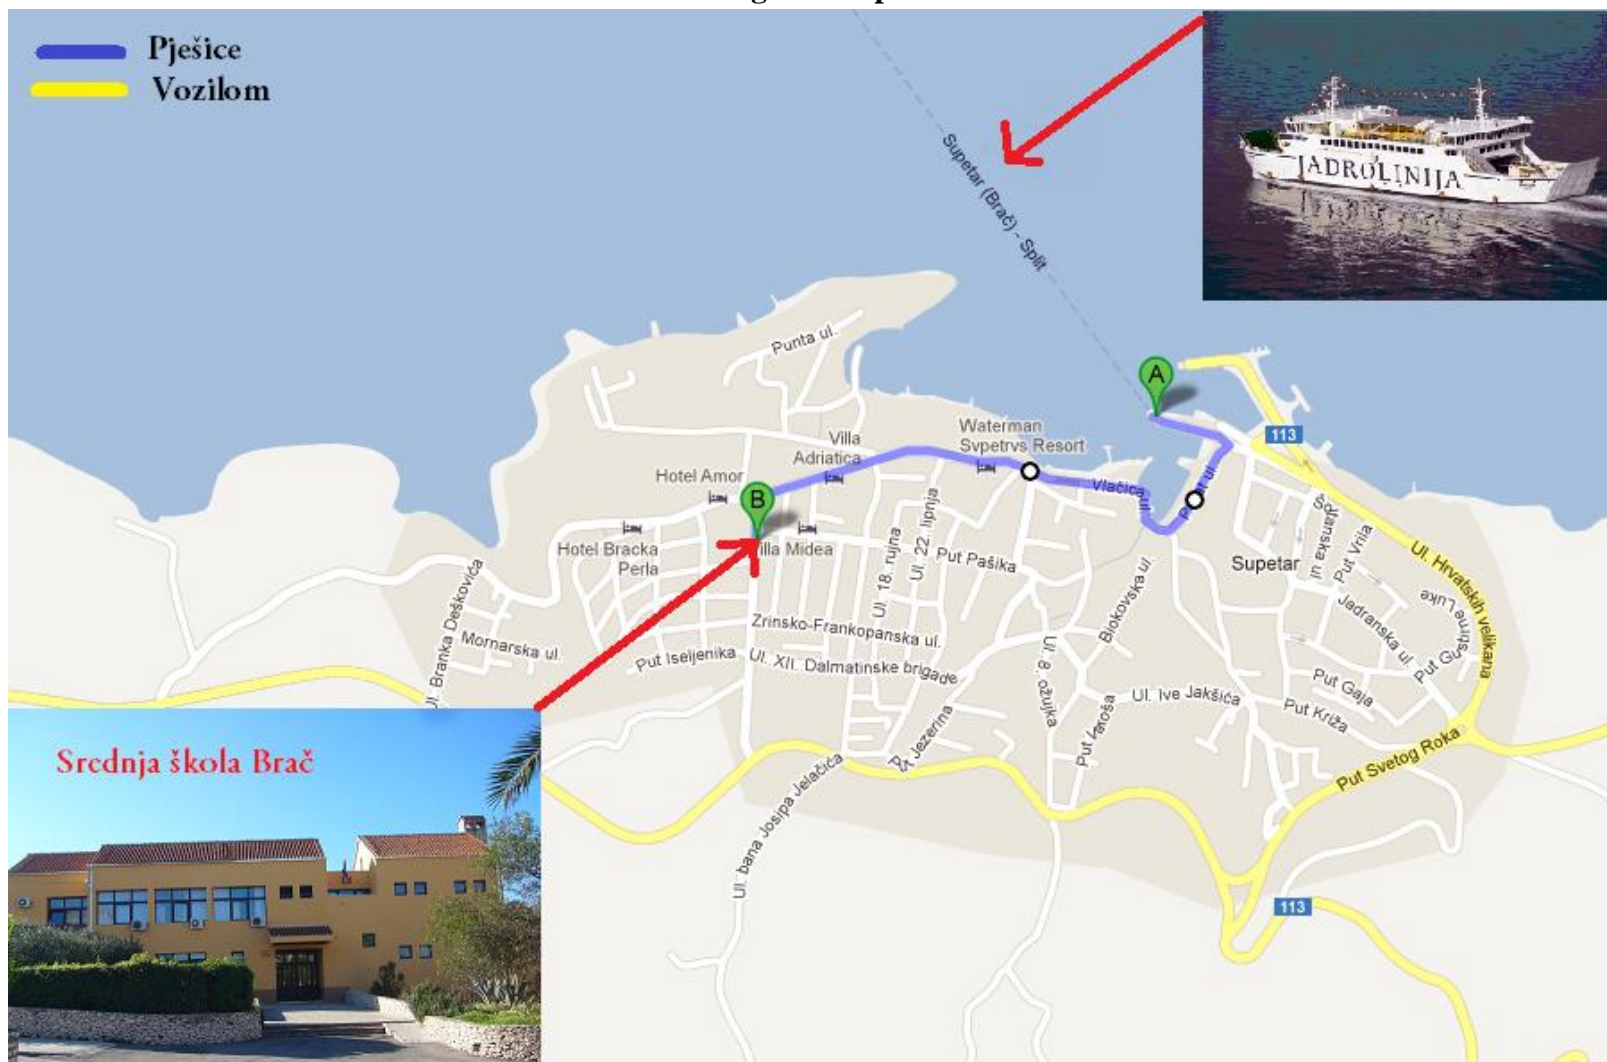 Pješice
Vozilom
JADROLINIJA
Supetar (Brač) - Split
Punta ul.
A
113
Waterman
Svpetrvs Resort
Villa
Adriatica
Hotel Amor
B
Vlačica
Hotel Bracka
Perla
Villa Midea
Ul. 18. rujna
Ul. 22. lipnja
Put Pašika
Supetar
Put Vrila
Ul. Hrvatskih velikana
Ul. Branka Deškovića
Mornarska ul.
Zrinsko-Frankopanska ul.
Biokovska ul.
Jadranska ul.
Put Gustirne Luke
Put Iseljenika
Ul. XII. Dalmatinske brigade
Ul. 8. ožujka
Ul. Ive Jakšića
Put Gaja
Put Križa
Put Jezerina
Put Svetog Roka
Ul. bana Josipa Jelačića
113
Srednja škola Brač